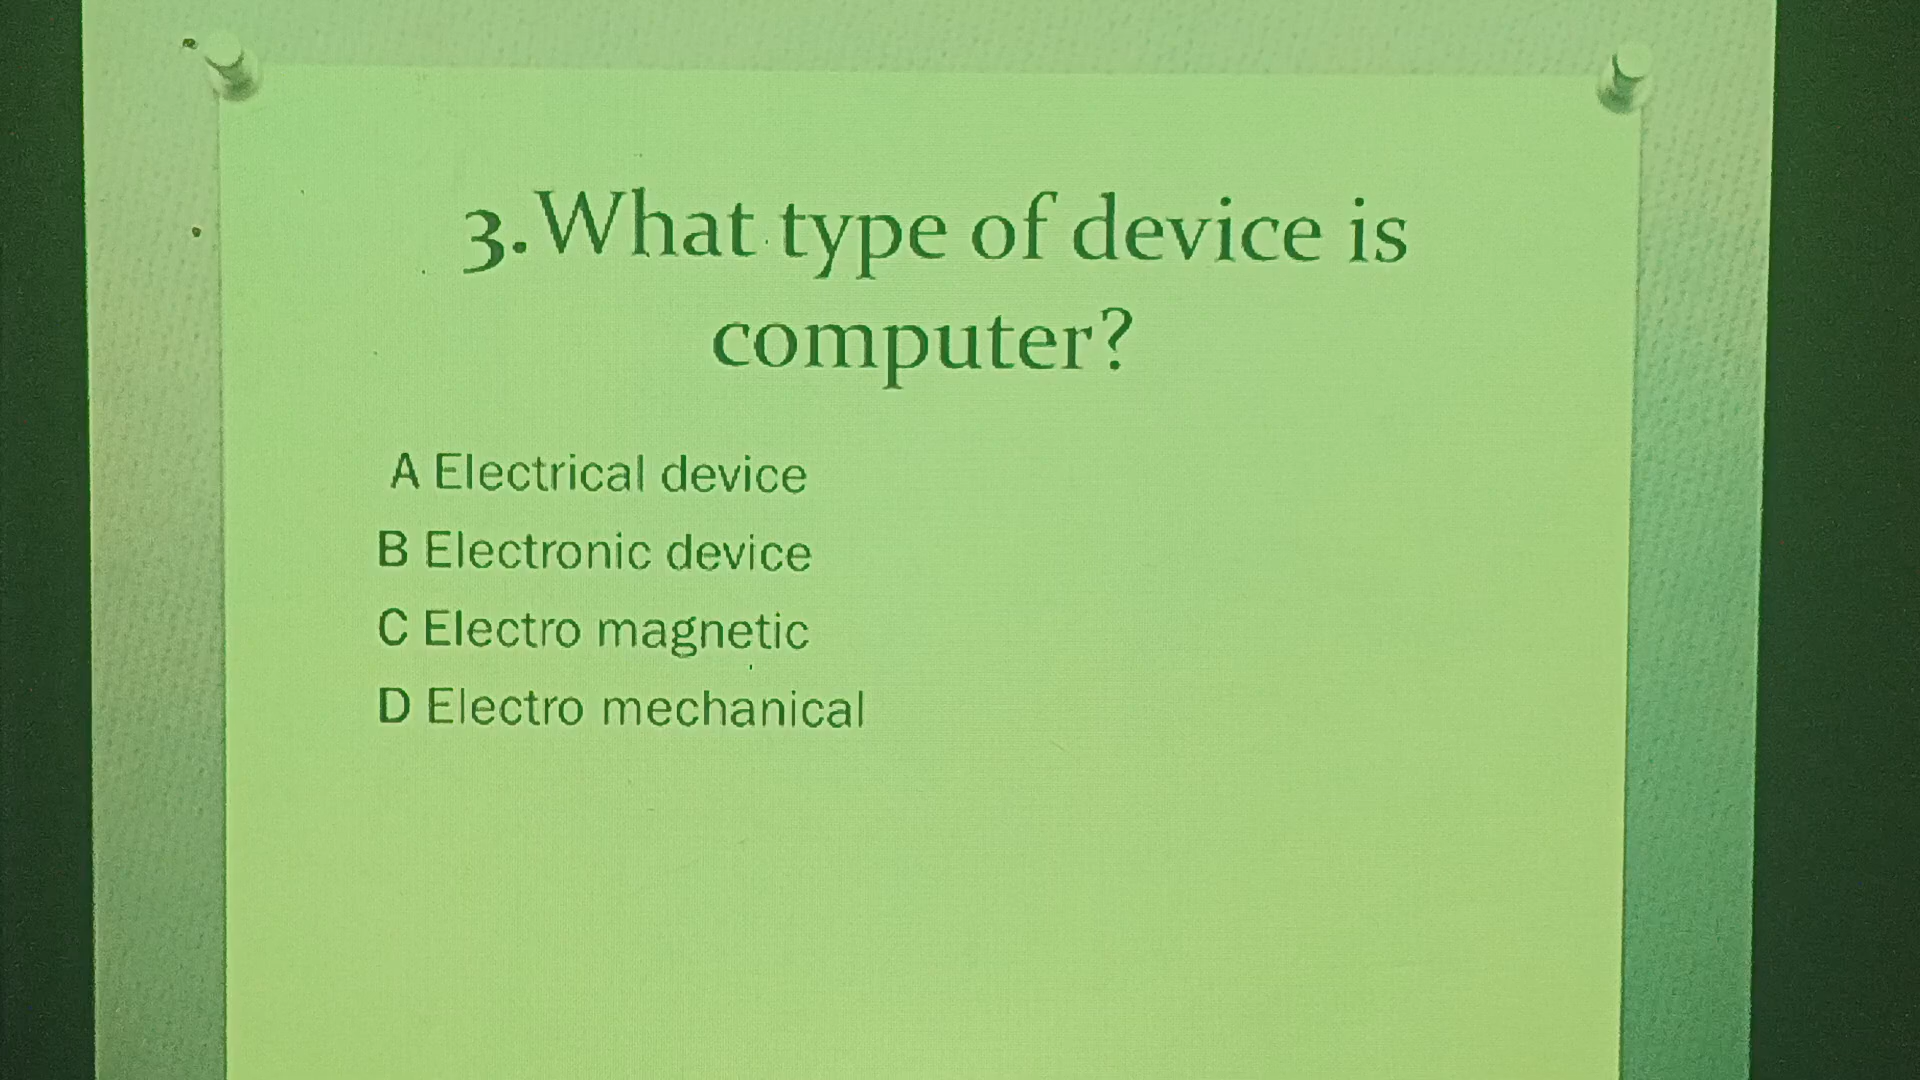 3.What type of device is
computer?
A Electrical device
B Electronic device
C Electro magnetic
D Electro mechanical